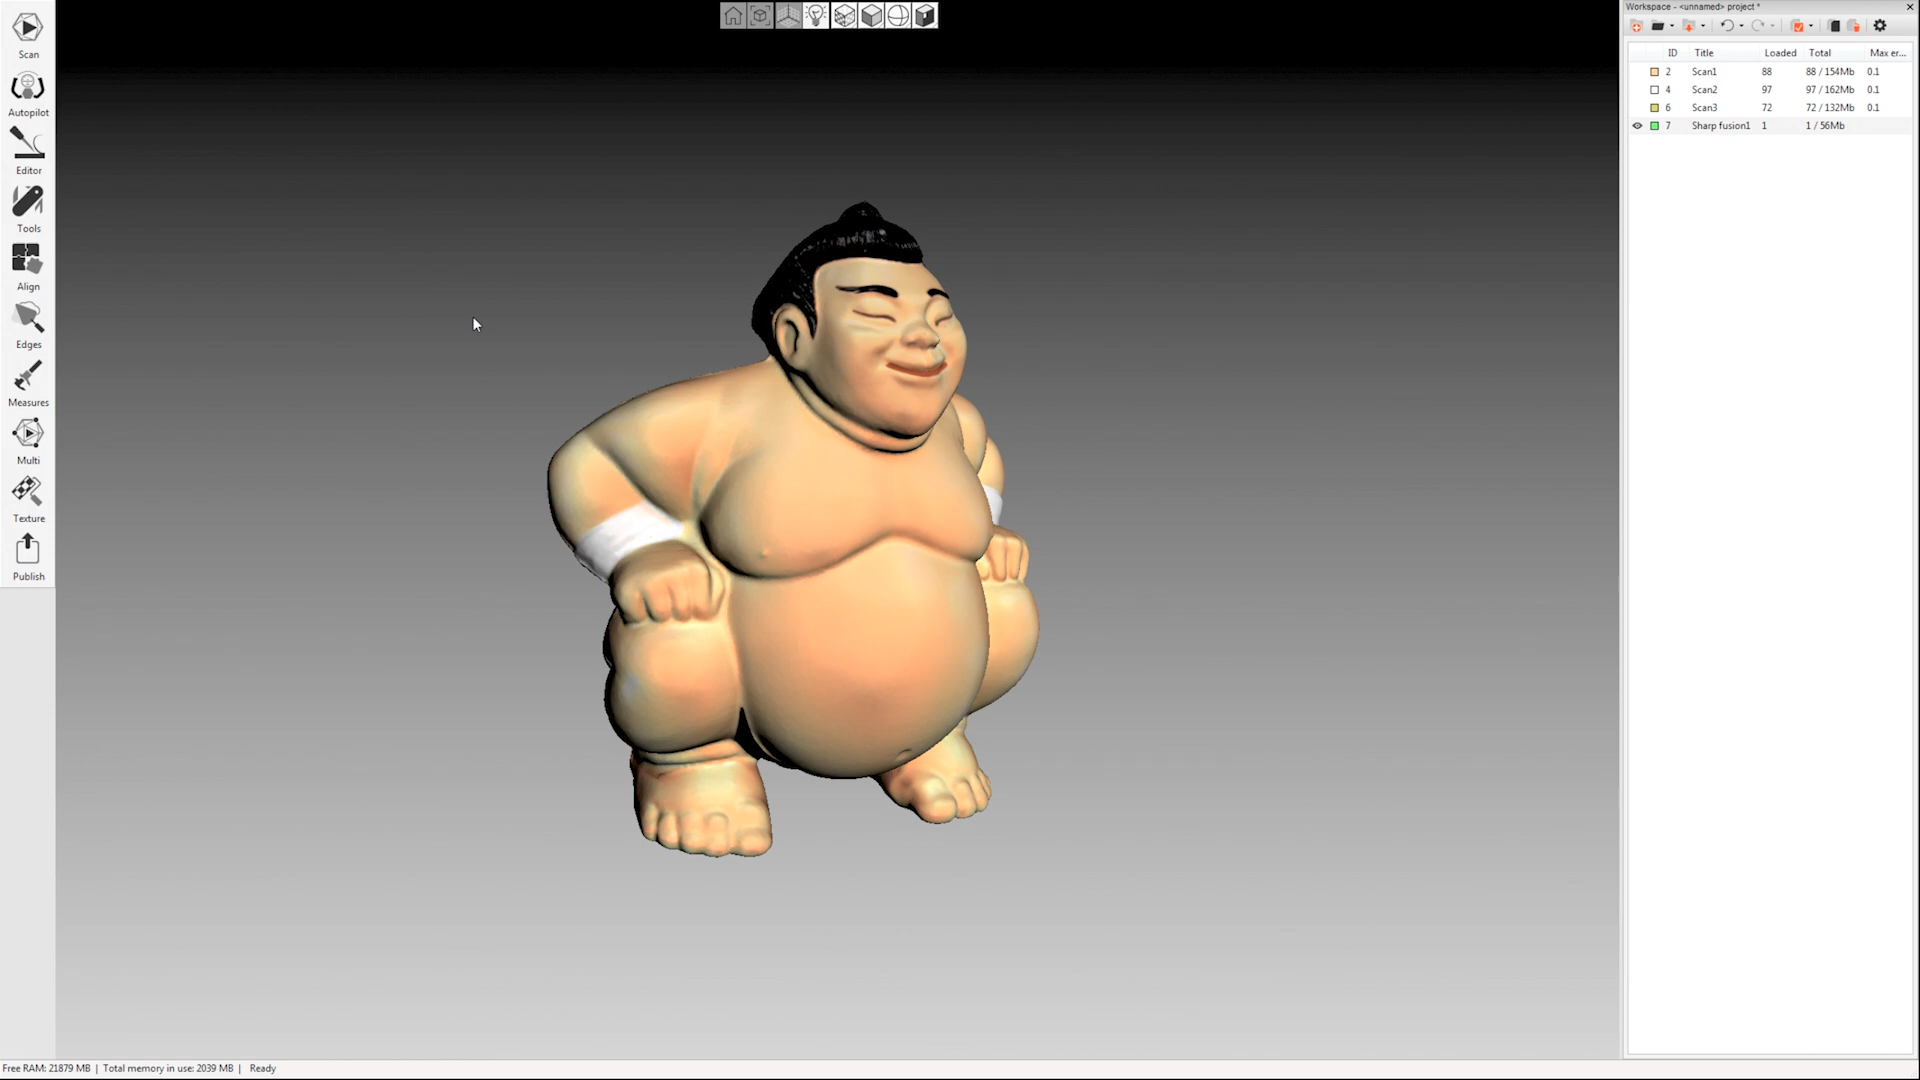 Workspace - <unnamed> project *
Scan
Autopilot
Editor
Tools
Align
Edges
Measures
Multi
Texture
Publish
ID Title Loaded Total Max er...
2 Scan1 88 88 / 154Mb 0.1
4 Scan2 97 97 / 162Mb 0.1
6 Scan3 72 72 / 132Mb 0.1
7 Sharp fusion1 1 1 / 56Mb
Free RAM: 21879 MB | Total memory in use: 2039 MB | Ready